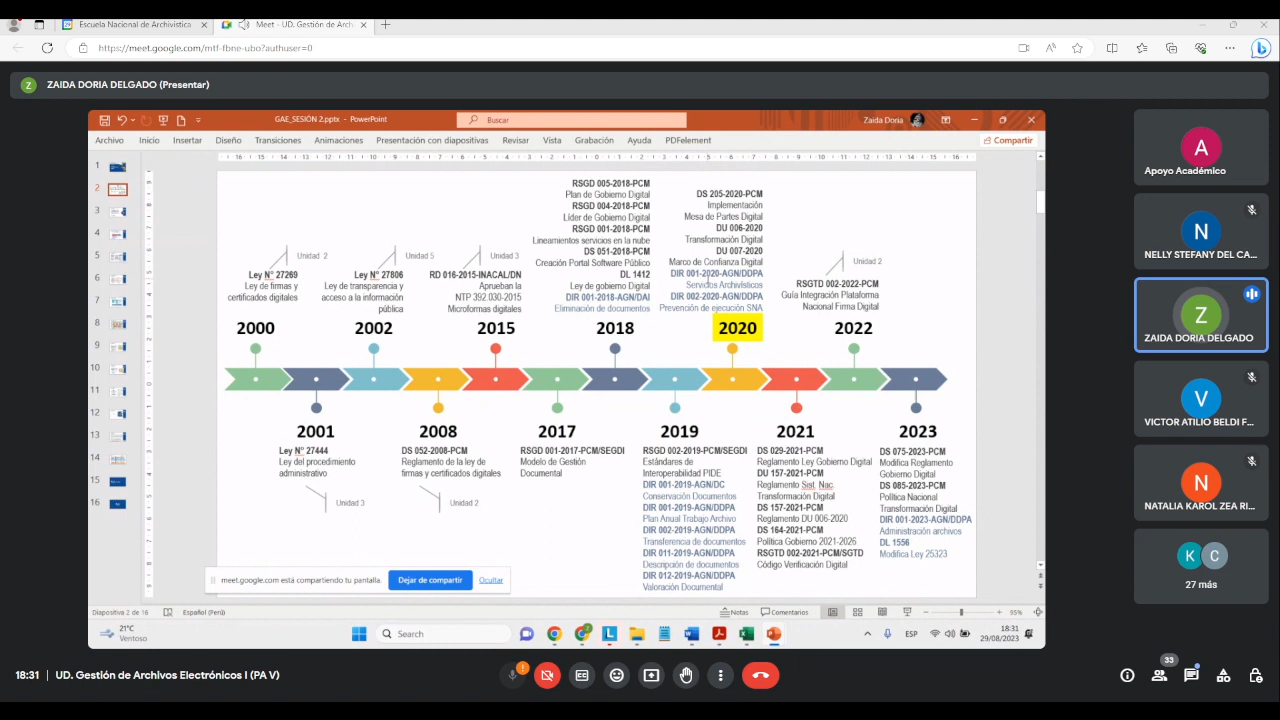 Escuela Nacional de Archivística
Meet - UD. Gestión de Arch
https://meet.google.com/mtf-fbne-ubo?authuser=0
Z
ZAIDA DORIA DELGADO (Presentar)
GAE_SESIÓN 2.pptx - PowerPoint
Buscar
Zaida Doria
Archivo Inicio Insertar Diseño Transiciones Animaciones Presentación con diapositivas Revisar Vista Grabación Ayuda PDFelement
Compartir
1
2
3
4
5
6
7
8
9
10
11
12
13
14
15
16
Unidad 2
Ley N° 27269
Ley de firmas y
certificados digitales
2000
Unidad 5
Ley N° 27806
Ley de transparencia y
acceso a la información
pública
2002
Unidad 3
RD 016-2015-INACAL/DN
Aprueban la
NTP 392.030-2015
Microformas digitales
2015
RSGD 005-2018-PCM
Plan de Gobierno Digital
RSGD 004-2018-PCM
Líder de Gobierno Digital
RSGD 001-2018-PCM
Lineamientos servicios en la nube
DS 051-2018-PCM
Creación Portal Software Público
DL 1412
Ley de gobierno Digital
DIR 001-2018-AGN/DAI
Eliminación de documentos
2018
DS 205-2020-PCM
Implementación
Mesa de Partes Digital
DU 006-2020
Transformación Digital
DU 007-2020
Marco de Confianza Digital
DIR 001-2020-AGN/DDPA
Servicios Archivísticos
DIR 002-2020-AGN/DDPA
Prevención de ejecución SNA
2020
Unidad 2
RSGTD 002-2022-PCM
Guía Integración Plataforma
Nacional Firma Digital
2022
2001
Ley N° 27444
Ley del procedimiento
administrativo
Unidad 3
2008
DS 052-2008-PCM
Reglamento de la ley de
firmas y certificados digitales
Unidad 2
2017
RSGD 001-2017-PCM/SEGDI
Modelo de Gestión
Documental
2019
RSGD 002-2019-PCM/SEGDI
Estándares de
Interoperabilidad PIDE
DIR 001-2019-AGN/DC
Conservación Documentos
DIR 001-2019-AGN/DDPA
Plan Anual Trabajo Archivo
DIR 002-2019-AGN/DDPA
Transferencia de documentos
DIR 011-2019-AGN/DDPA
Descripción de documentos
DIR 012-2019-AGN/DDPA
Valoración Documental
2021
DS 029-2021-PCM
Reglamento Ley Gobierno Digital
DU 157-2021-PCM
Reglamento Sist. Nac.
Transformación Digital
DS 157-2021-PCM
Reglamento DU 006-2020
DS 164-2021-PCM
Política Gobierno 2021-2026
RSGTD 002-2021-PCM/SGTD
Código Verificación Digital
2023
DS 075-2023-PCM
Modifica Reglamento
Gobierno Digital
DS 085-2023-PCM
Política Nacional
Transformación Digital
DIR 001-2023-AGN/DDPA
Administración archivos
DL 1556
Modifica Ley 25323
meet.google.com está compartiendo tu pantalla.
Dejar de compartir
Ocultar
Diapositiva 2 de 16
Español (Perú)
Notas
Comentarios
95%
21°C
Ventoso
Search
ESP
18:31
29/08/2023
A
Apoyo Académico
N
NELLY STEFANY DEL CA...
Z
ZAIDA DORIA DELGADO
V
VICTOR ATILIO BELDI F...
N
NATALIA KAROL ZEA RI...
K C
27 más
18:31 UD. Gestión de Archivos Electrónicos I (PA V)
33